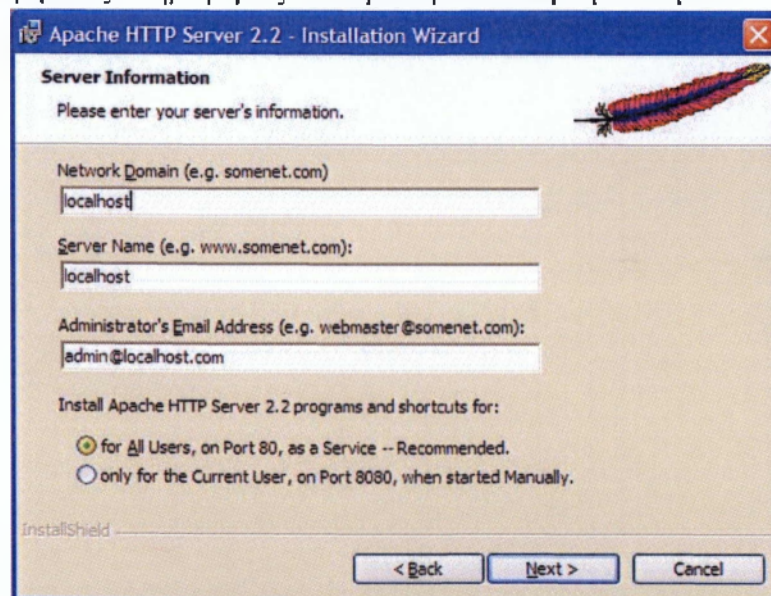 Apache HTTP Server 2.2 - Installation Wizard
Server Information
Please enter your server's information.
Network Domain (e.g. somenet.com)
localhost
Server Name (e.g. www.somenet.com):
localhost
Administrator's Email Address (e.g. webmaster@somenet.com):
admin@localhost.com
Install Apache HTTP Server 2.2 programs and shortcuts for:
for All Users, on Port 80, as a Service -- Recommended.
only for the Current User, on Port 8080, when started Manually.
InstallShield
< Back Next > Cancel